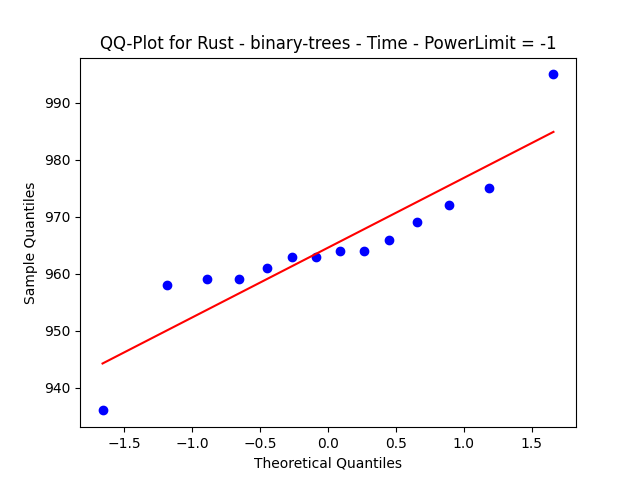 QQ-Plot for Rust - binary-trees - Time - PowerLimit = -1
990
980
970
960
950
940
Sample Quantiles
−1.5 −1.0 −0.5 0.0 0.5 1.0 1.5
Theoretical Quantiles